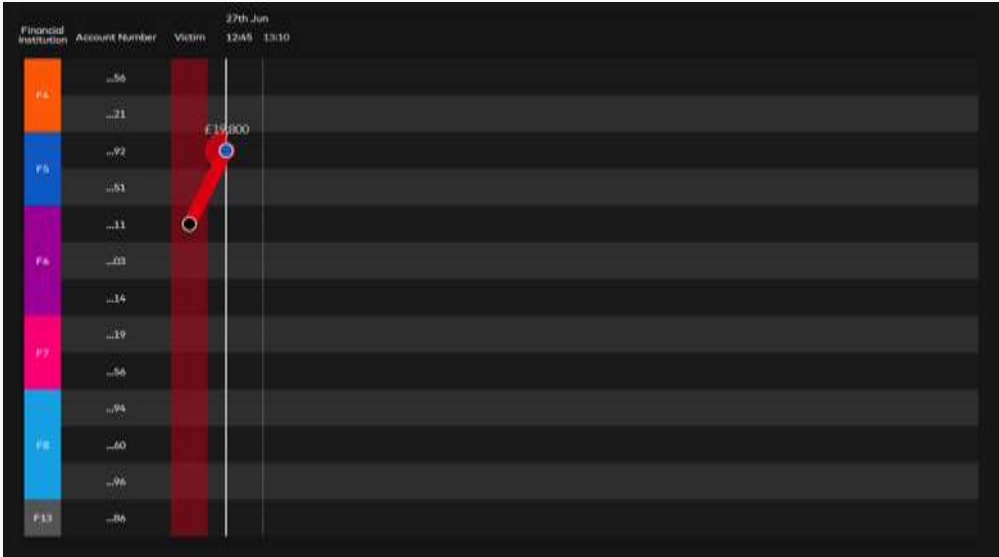 27th Jun
Financial Institution Account Number Victim 12:45 13:10
...56
F4
...21
£19,800
...92
F5
...51
...11
F6
...03
...14
...19
F7
...56
...94
F8
...60
...96
F13 ...86